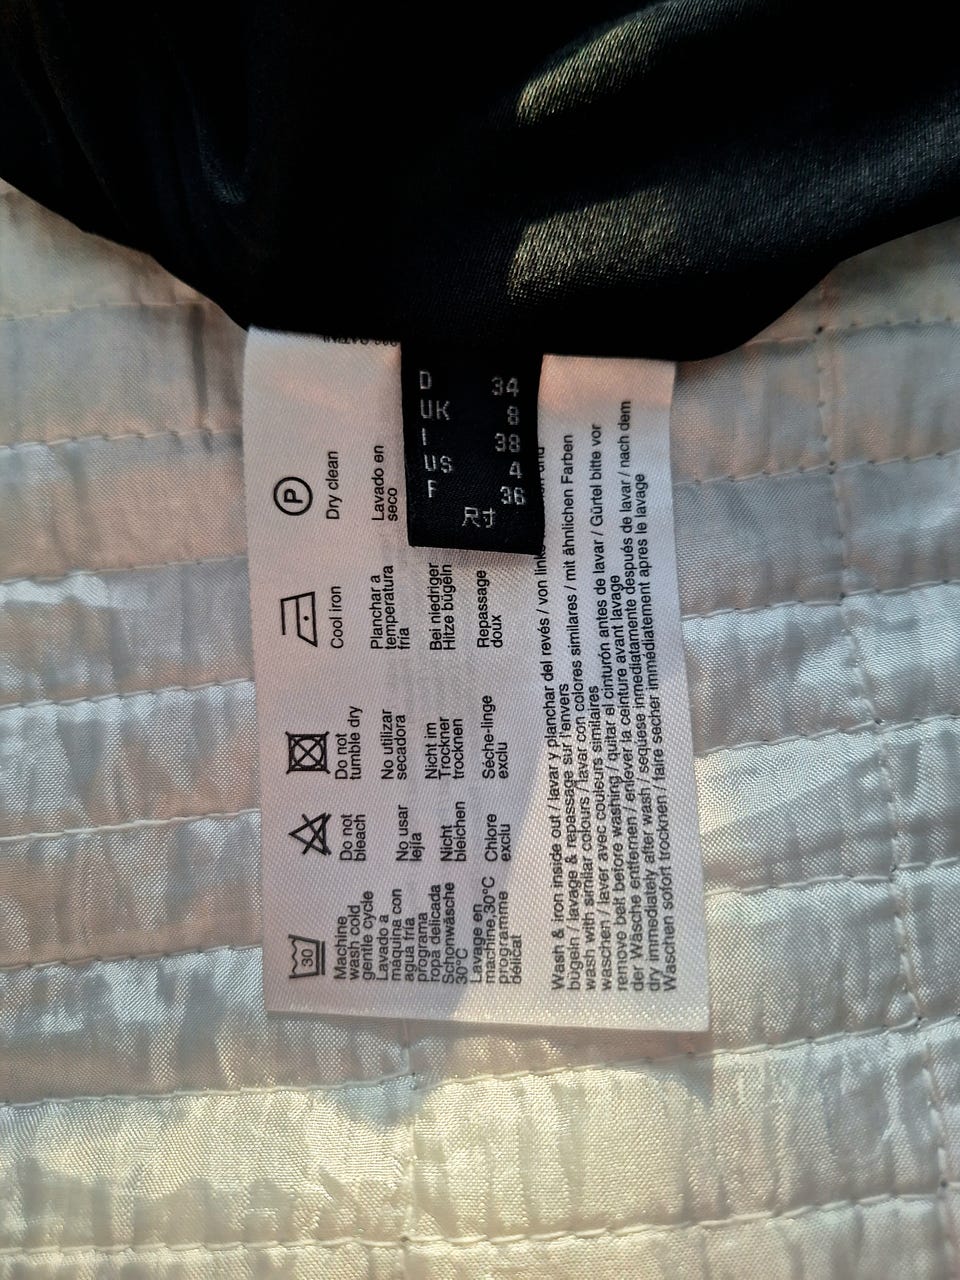 D 34
UK 8
I 38
US 4
F 36
尺寸
30
P
Machine
wash cold
gentle cycle
Lavado a
máquina con
agua fría
programa
ropa delicada
Schonwäsche
30°C
Lavage en
machine,30°C
programme
délicat
Do not
bleach
No usar
lejía
Nicht
bleichen
Chlore
exclu
Do not
tumble dry
No utilizar
secadora
Nicht im
Trockner
trocknen
Sèche-linge
exclu
Cool iron
Planchar a
temperatura
fría
Bei niedriger
Hitze bügeln
Repassage
doux
Dry clean
Lavado en
seco
Wash & iron inside out / lavar y planchar del revés / von
bügeln / lavage & repassage sur l'envers
wash with similar colours / lavar con colores similares / mit ähnlichen Farben
waschen / laver avec couleurs similaires
remove belt before washing / quitar el cinturón antes de lavar / Gürtel bitte vor
der Wäsche entfernen / enlever la ceinture avant lavage
dry immediately after wash / séquese inmediatamente después de lavar / nach dem
Waschen sofort trocknen / faire secher immédiatement apres le lavage